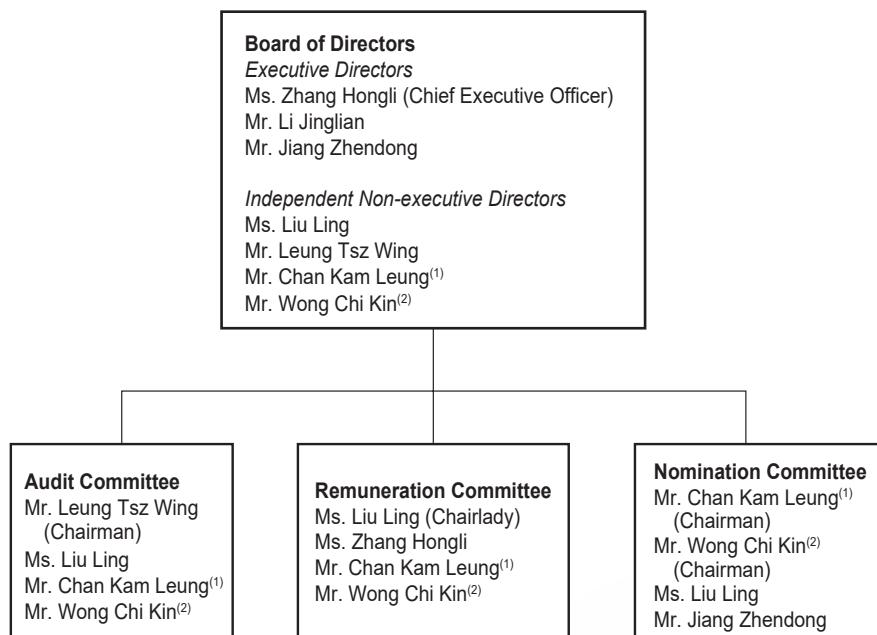 Board of Directors
Executive Directors
Ms. Zhang Hongli (Chief Executive Officer)
Mr. Li Jinglian
Mr. Jiang Zhendong
Independent Non-executive Directors
Ms. Liu Ling
Mr. Leung Tsz Wing
Mr. Chan Kam Leung(1)
Mr. Wong Chi Kin(2)
Audit Committee
Mr. Leung Tsz Wing
(Chairman)
Ms. Liu Ling
Mr. Chan Kam Leung(1)
Mr. Wong Chi Kin(2)
Remuneration Committee
Ms. Liu Ling (Chairlady)
Ms. Zhang Hongli
Mr. Chan Kam Leung(1)
Mr. Wong Chi Kin(2)
Nomination Committee
Mr. Chan Kam Leung(1)
(Chairman)
Mr. Wong Chi Kin(2)
(Chairman)
Ms. Liu Ling
Mr. Jiang Zhendong